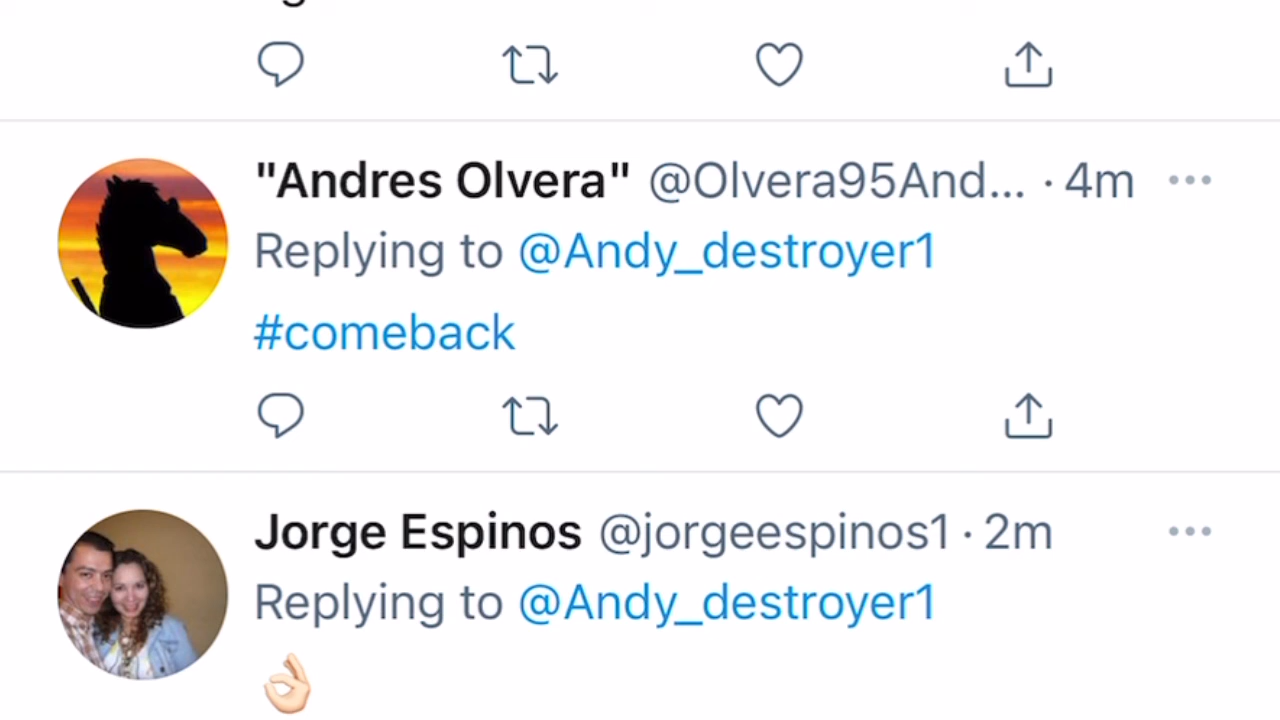 "Andres Olvera" @Olvera95And... · 4m
Replying to @Andy_destroyer1
#comeback
Jorge Espinos @jorgeespinos1 · 2m
Replying to @Andy_destroyer1
👌🏻